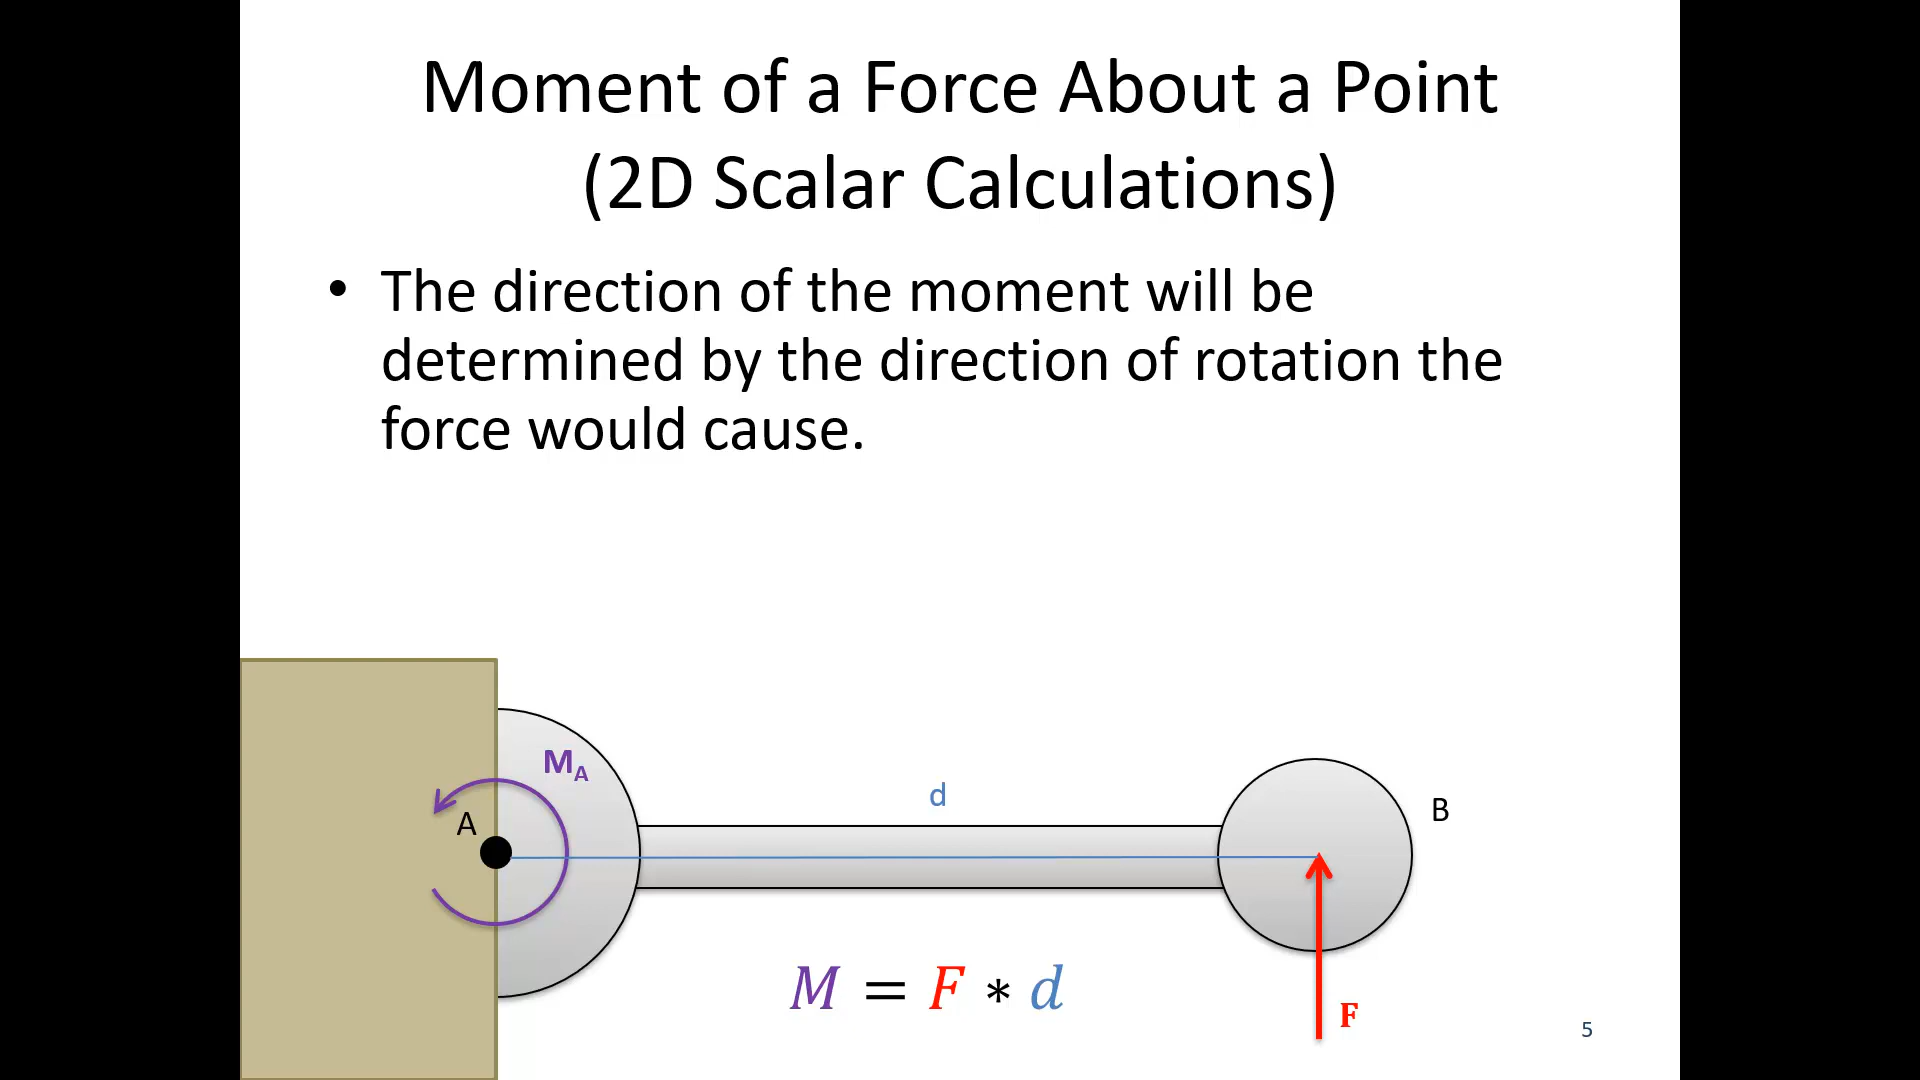 Moment of a Force About a Point
(2D Scalar Calculations)
• The direction of the moment will be
determined by the direction of rotation the
force would cause.
M_A
A
d
B
M = F ∗ d
F
5